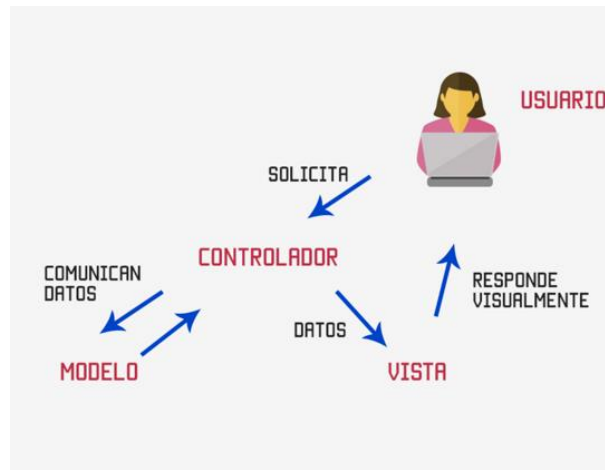 USUARIO
SOLICITA
CONTROLADOR
COMUNICAN
DATOS
DATOS
RESPONDE
VISUALMENTE
MODELO
VISTA